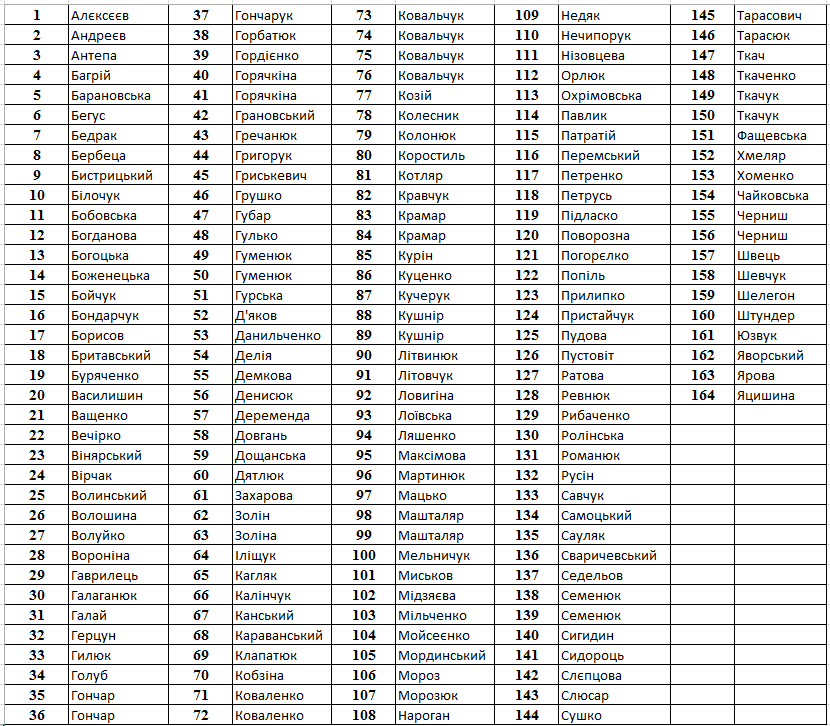 1 Алєксєєв 37 Гончарук 73 Ковальчук 109 Недяк 145 Тарасович
2 Андреєв 38 Горбатюк 74 Ковальчук 110 Нечипорук 146 Тарасюк
3 Антепа 39 Гордієнко 75 Ковальчук 111 Нізовцева 147 Ткач
4 Багрій 40 Горячкіна 76 Ковальчук 112 Орлюк 148 Ткаченко
5 Барановська 41 Горячкіна 77 Козій 113 Охрімовська 149 Ткачук
6 Бегус 42 Грановський 78 Колесник 114 Павлик 150 Ткачук
7 Бедрак 43 Гречанюк 79 Колонюк 115 Патратій 151 Фащевська
8 Бербеца 44 Григорук 80 Коростиль 116 Перемський 152 Хмеляр
9 Бистрицький 45 Гриськевич 81 Котляр 117 Петренко 153 Хоменко
10 Білочук 46 Грушко 82 Кравчук 118 Петрусь 154 Чайковська
11 Бобовська 47 Губар 83 Крамар 119 Підласко 155 Черниш
12 Богданова 48 Гулько 84 Крамар 120 Поворозна 156 Черниш
13 Богоцька 49 Гуменюк 85 Курін 121 Погорєлко 157 Швець
14 Боженецька 50 Гуменюк 86 Куценко 122 Попіль 158 Шевчук
15 Бойчук 51 Гурська 87 Кучерук 123 Прилипко 159 Шелегон
16 Бондарчук 52 Д'яков 88 Кушнір 124 Пристайчук 160 Штундер
17 Борисов 53 Данильченко 89 Кушнір 125 Пудова 161 Юзвук
18 Бритавський 54 Делія 90 Літвинюк 126 Пустовіт 162 Яворський
19 Буряченко 55 Демкова 91 Літовчук 127 Ратова 163 Ярова
20 Василишин 56 Денисюк 92 Ловигіна 128 Ревнюк 164 Яцишина
21 Ващенко 57 Деременда 93 Лоївська 129 Рибаченко
22 Вечірко 58 Довгань 94 Ляшенко 130 Ролінська
23 Вінярський 59 Дощанська 95 Максімова 131 Романюк
24 Вірчак 60 Дятлюк 96 Мартинюк 132 Русін
25 Волинський 61 Захарова 97 Мацько 133 Савчук
26 Волошина 62 Золін 98 Машталяр 134 Самоцький
27 Волуйко 63 Золіна 99 Машталяр 135 Сауляк
28 Вороніна 64 Іліщук 100 Мельничук 136 Сваричевський
29 Гаврилець 65 Кагляк 101 Миськов 137 Седельов
30 Галаганюк 66 Калінчук 102 Мідзяєва 138 Семенюк
31 Галай 67 Канський 103 Мільченко 139 Семенюк
32 Герцун 68 Караванський 104 Мойсеєнко 140 Сигидин
33 Гилюк 69 Клапатюк 105 Мординський 141 Сидороць
34 Голуб 70 Кобзіна 106 Мороз 142 Слєпцова
35 Гончар 71 Коваленко 107 Морозюк 143 Слюсар
36 Гончар 72 Коваленко 108 Нароган 144 Сушко